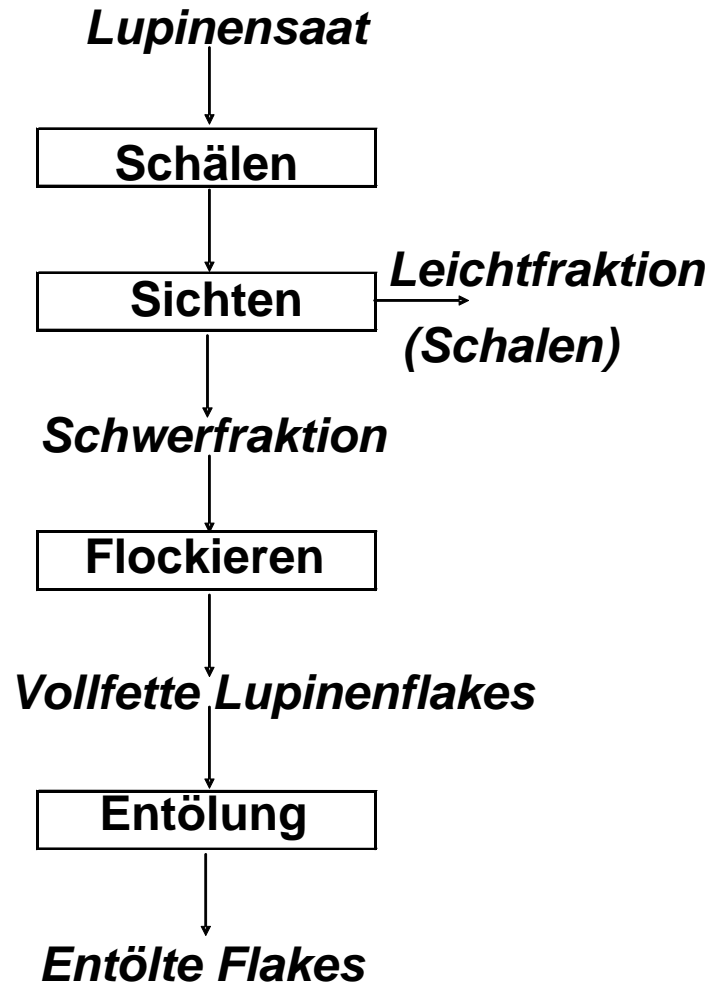 Lupinensaat
Schälen
Sichten
Leichtfraktion
(Schalen)
Schwerfraktion
Flockieren
Vollfette Lupinenflakes
Entölung
Entölte Flakes